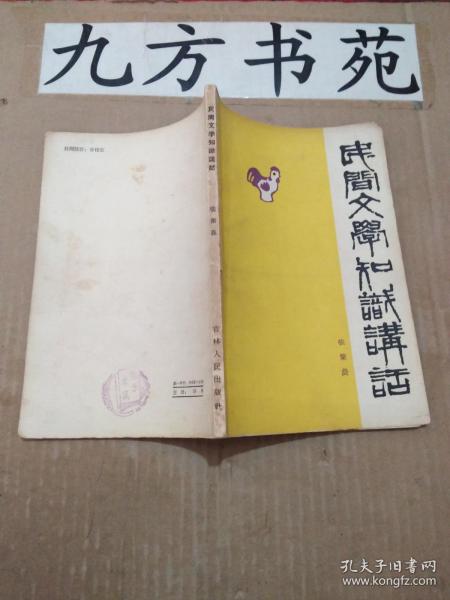 九方书苑
民間文学知識講話
張紫晨
吉林人民出版社
民間文學知識講話
張紫晨
孔夫子旧书网
www.kongfz.com